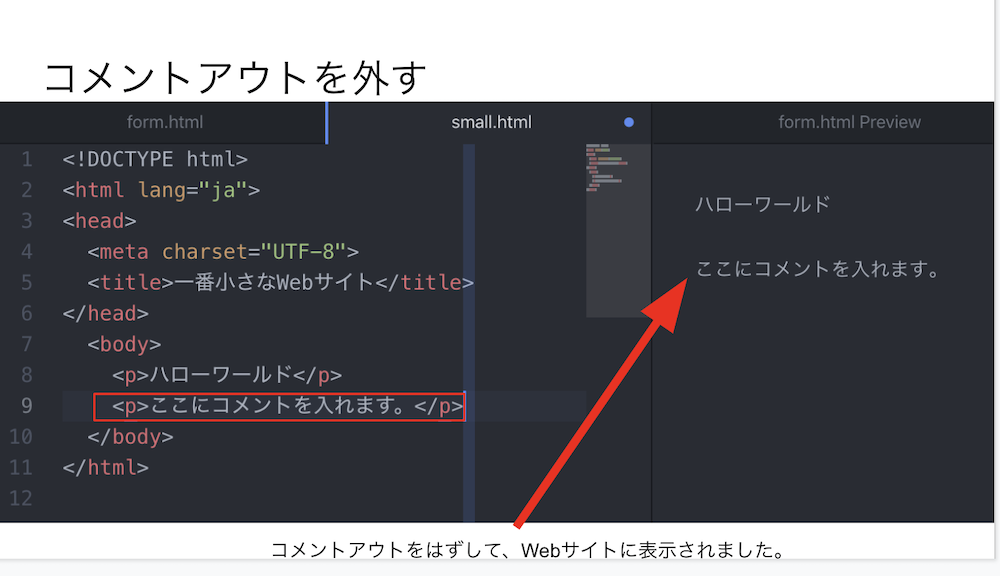 コメントアウトを外す
form.html
small.html
form.html Preview
1 <!DOCTYPE html>
2 <html lang="ja">
3 <head>
4 <meta charset="UTF-8">
5 <title>一番小さなWebサイト</title>
6 </head>
7 <body>
8 <p>ハローワールド</p>
9 <p>ここにコメントを入れます。</p>
10 </body>
11 </html>
12
ハローワールド
ここにコメントを入れます。
コメントアウトをはずして、Webサイトに表示されました。